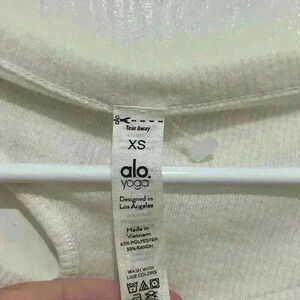 Tear Away
XS
alo.
yoga
Designed in
Los Angeles
Made in
Vietnam
65% POLYESTER
35% RAYON
WASH WITH
LIKE COLORS